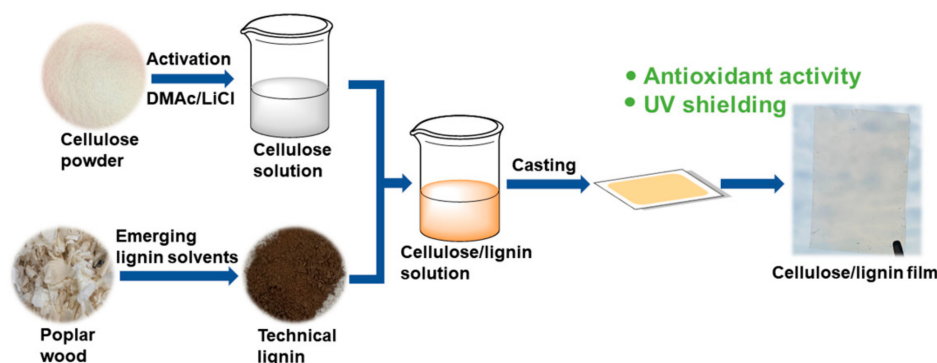 Activation
DMAc/LiCl
Cellulose
powder
Cellulose
solution
Emerging
lignin solvents
Poplar
wood
Technical
lignin
Cellulose/lignin
solution
Casting
• Antioxidant activity
• UV shielding
Cellulose/lignin film